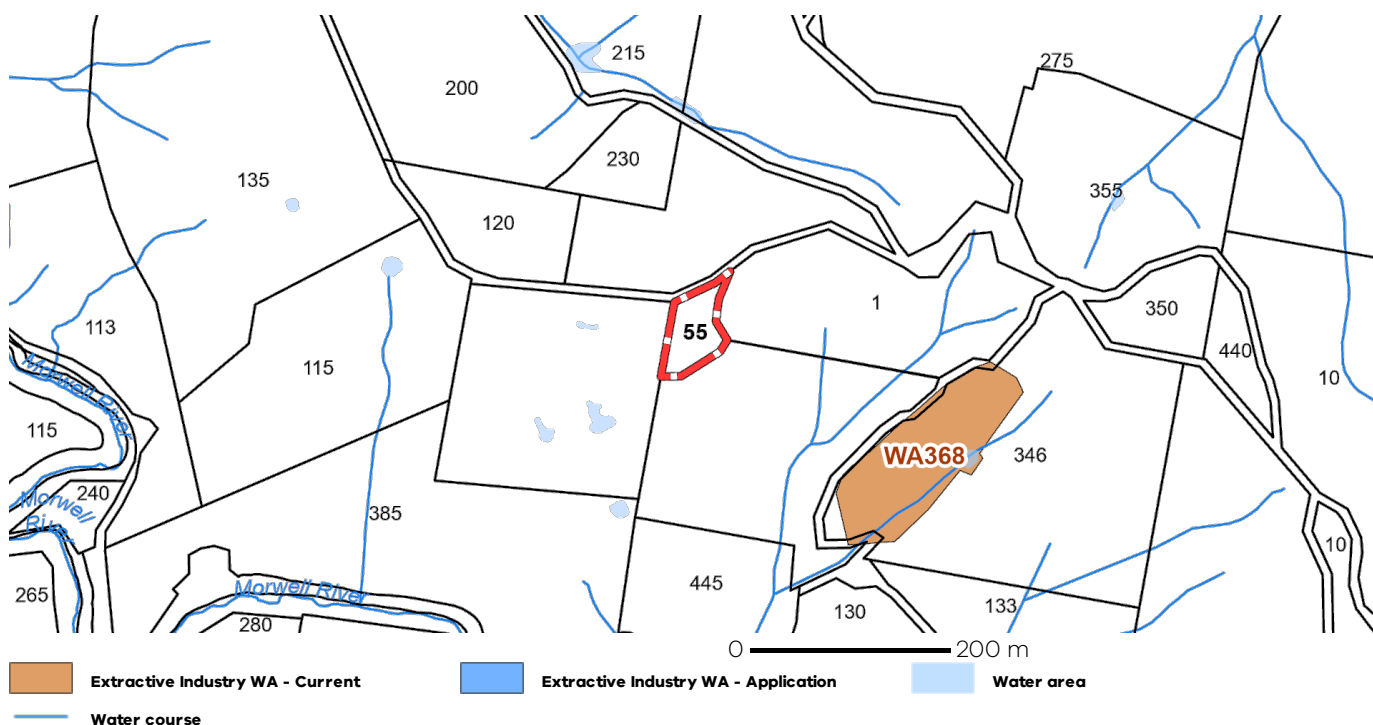 215
275
200
230
135
355
120
1
350
113
55
440
115
10
Morwell River
115
WA368
346
240
Morwell River
385
10
445
265
Morwell River
133
130
280
0 200 m
Extractive Industry WA - Current
Extractive Industry WA - Application
Water area
Water course